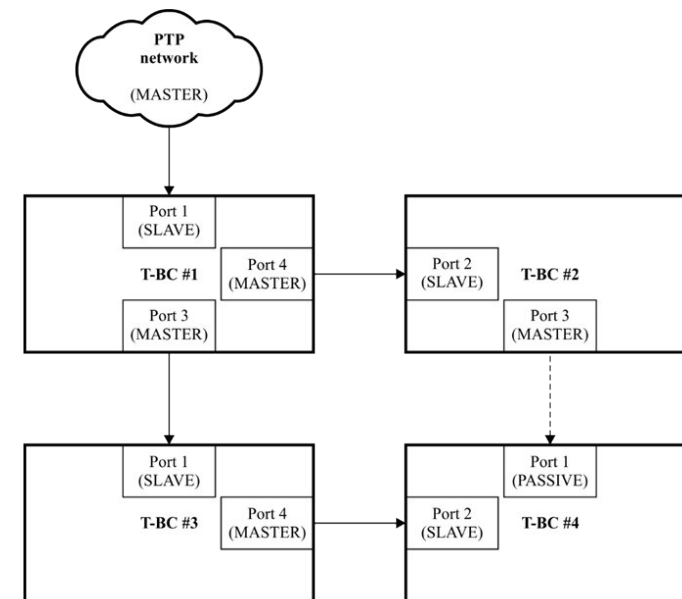 PTP
network
(MASTER)
Port 1
(SLAVE)
T-BC #1
Port 4
(MASTER)
Port 3
(MASTER)
Port 2
(SLAVE)
T-BC #2
Port 3
(MASTER)
Port 1
(SLAVE)
T-BC #3
Port 4
(MASTER)
Port 1
(PASSIVE)
Port 2
(SLAVE)
T-BC #4